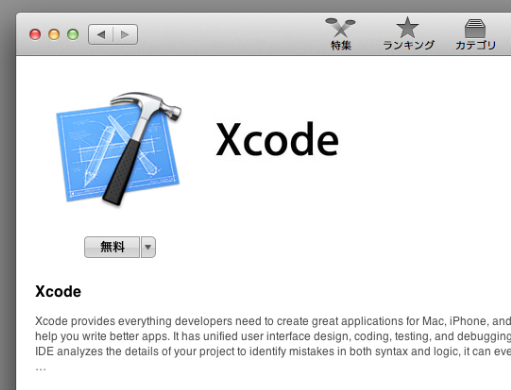 特集 ランキング カテゴリ
Xcode
無料
Xcode
Xcode provides everything developers need to create great applications for Mac, iPhone, and
help you write better apps. It has unified user interface design, coding, testing, and debugging
IDE analyzes the details of your project to identify mistakes in both syntax and logic, it can eve
...